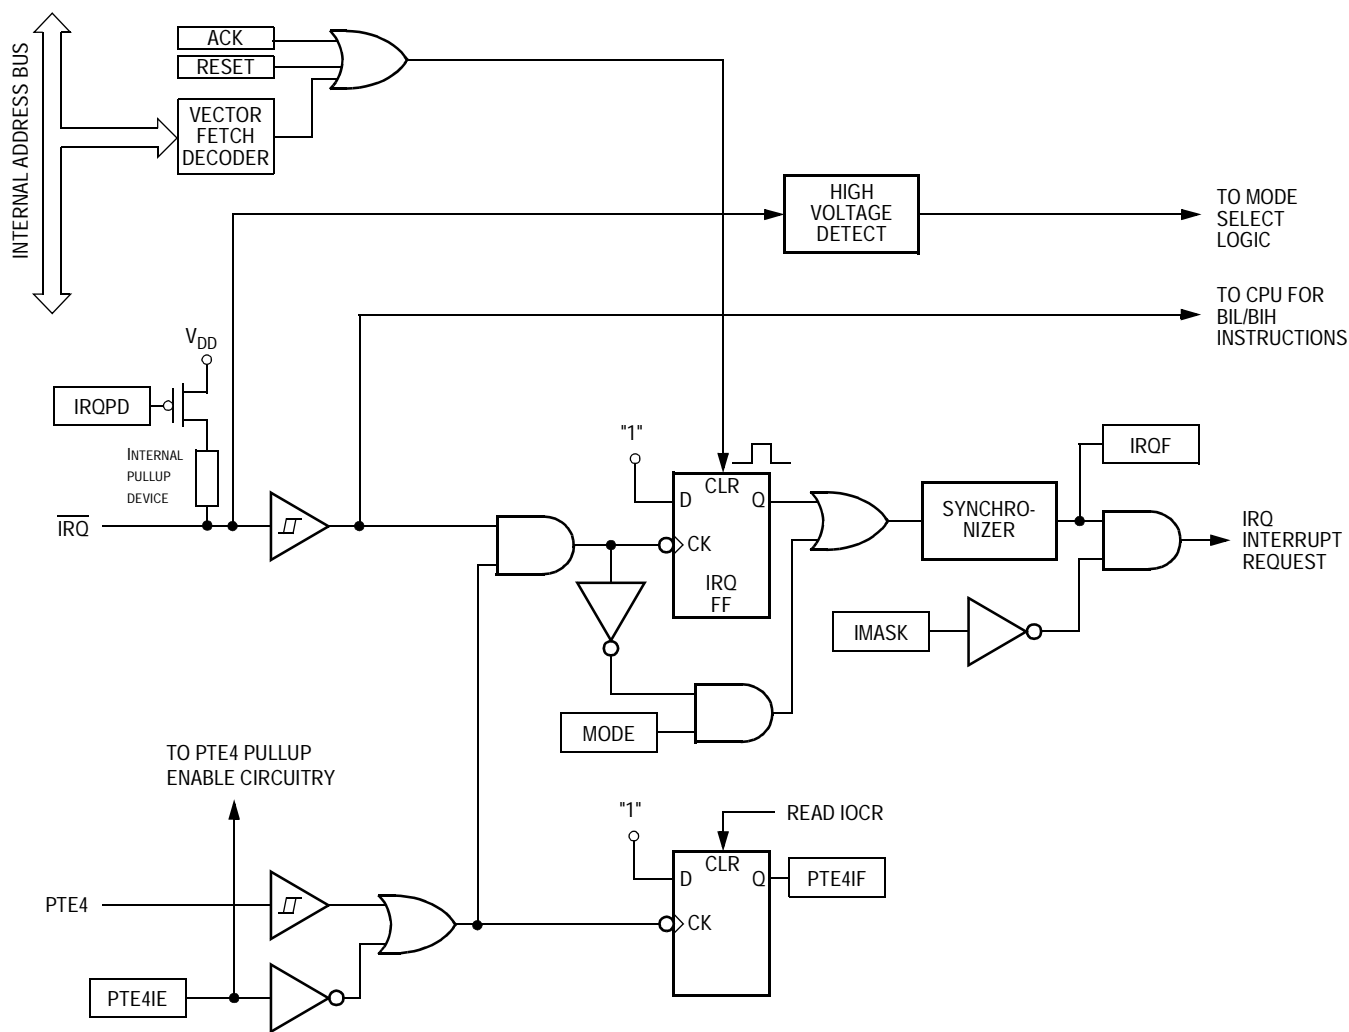 INTERNAL ADDRESS BUS
ACK
RESET
VECTOR
FETCH
DECODER
HIGH
VOLTAGE
DETECT
TO MODE
SELECT
LOGIC
TO CPU FOR
BIL/BIH
INSTRUCTIONS
VDD
IRQPD
INTERNAL
PULLUP
DEVICE
IRQ
"1"
D
CLR
Q
CK
IRQ
FF
SYNCHRO-
NIZER
IRQF
IRQ
INTERRUPT
REQUEST
IMASK
MODE
TO PTE4 PULLUP
ENABLE CIRCUITRY
"1"
READ IOCR
D
CLR
Q
CK
PTE4IF
PTE4
PTE4IE